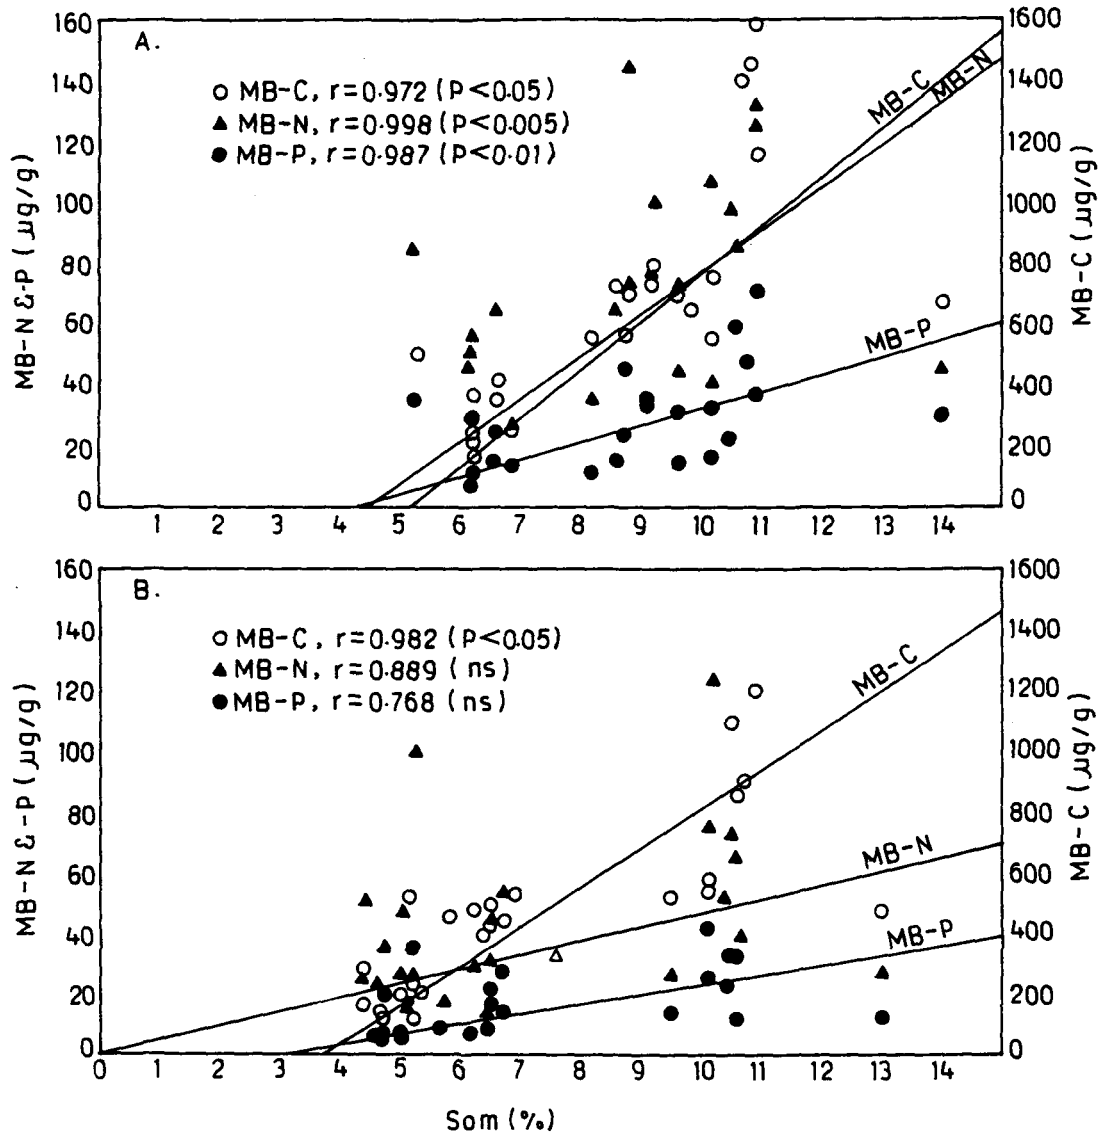 A.
160
140
120
100
80
60
40
20
0
MB-N &-P (µg/g)
1600
1400
1200
1000
800
600
400
200
0
MB-C (µg/g)
○ MB-C, r=0.972 (P<0.05)
▲ MB-N, r=0.998 (P<0.005)
● MB-P, r=0.987 (P<0.01)
MB-C
MB-N
MB-P
1 2 3 4 5 6 7 8 9 10 11 12 13 14
B.
160
140
120
100
80
60
40
20
0
MB-N &-P (µg/g)
1600
1400
1200
1000
800
600
400
200
0
MB-C (µg/g)
○ MB-C, r=0.982 (P<0.05)
▲ MB-N, r=0.889 (ns)
● MB-P, r=0.768 (ns)
MB-C
MB-N
MB-P
0 1 2 3 4 5 6 7 8 9 10 11 12 13 14
Som (%)